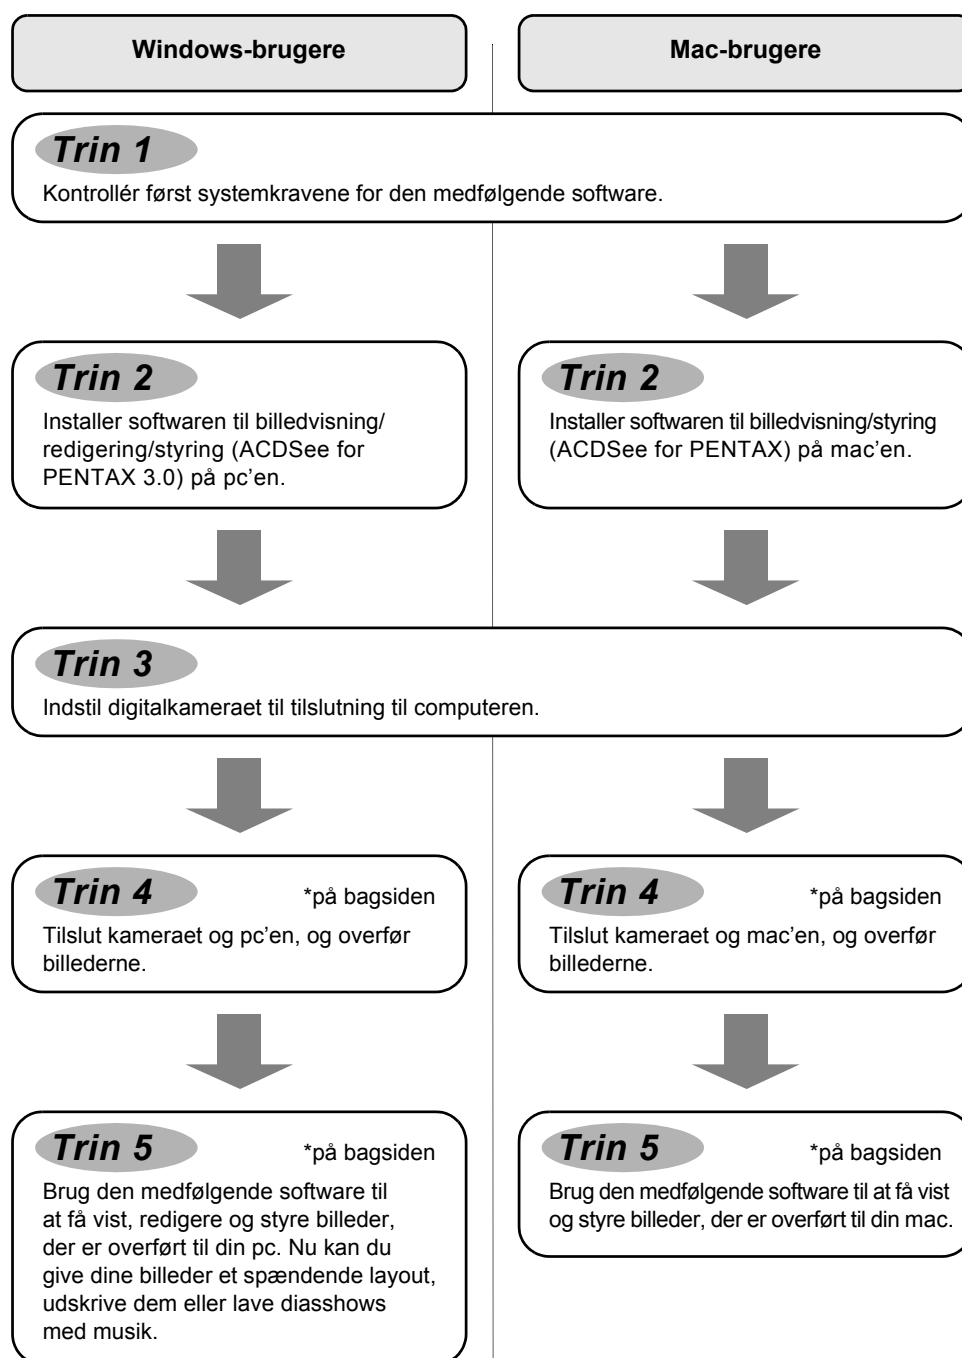 Windows-brugere
Mac-brugere
Trin 1
Kontrollér først systemkravene for den medfølgende software.
Trin 2
Installer softwaren til billedvisning/
redigering/styring (ACDSee for
PENTAX 3.0) på pc’en.
Trin 2
Installer softwaren til billedvisning/styring
(ACDSee for PENTAX) på mac’en.
Trin 3
Indstil digitalkameraet til tilslutning til computeren.
Trin 4 *på bagsiden
Tilslut kameraet og pc’en, og overfør
billederne.
Trin 4 *på bagsiden
Tilslut kameraet og mac’en, og overfør
billederne.
Trin 5 *på bagsiden
Brug den medfølgende software til
at få vist, redigere og styre billeder,
der er overført til din pc. Nu kan du
give dine billeder et spændende layout,
udskrive dem eller lave diasshows
med musik.
Trin 5 *på bagsiden
Brug den medfølgende software til at få vist
og styre billeder, der er overført til din mac.